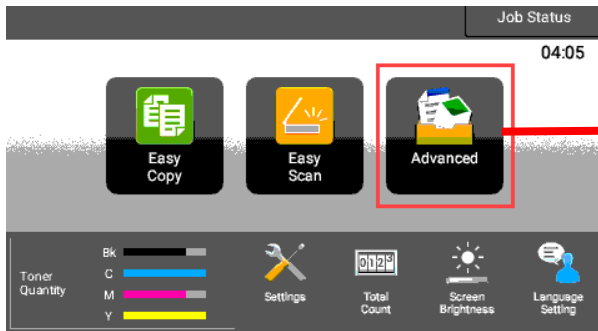 Job Status
04:05
Easy
Copy
Easy
Scan
Advanced
Toner
Quantity
Bk
C
M
Y
Settings
0123
Total
Count
Screen
Brightness
Language
Setting